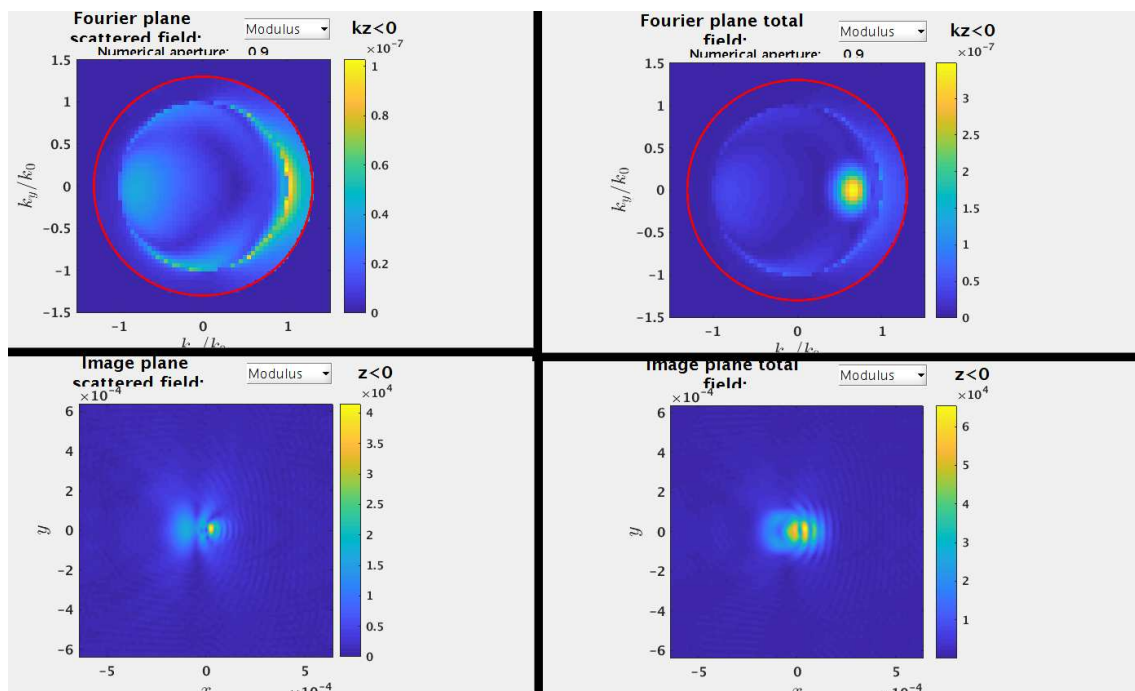 Fourier plane
scattered field:
Modulus
kz<0
Numerical aperture: 0.9
×10⁻⁷
1.5
1
0.5
0
-0.5
-1
-1.5
k_y/k_0
-1 0 1
k /k
1
0.8
0.6
0.4
0.2
0
Fourier plane total
field:
Modulus
kz<0
Numerical aperture: 0.9
×10⁻⁷
1.5
1
0.5
0
-0.5
-1
-1.5
k_y/k_0
-1 0 1
k /k
3
2.5
2
1.5
1
0.5
0
Image plane
scattered field:
Modulus
z<0
×10⁻⁴
×10⁴
6
4
2
0
-2
-4
-6
y
-5 0 5
x
×10⁻⁴
4
3.5
3
2.5
2
1.5
1
0.5
0
Image plane total
field:
Modulus
z<0
×10⁻⁴
×10⁴
6
4
2
0
-2
-4
-6
y
-5 0 5
x
×10⁻⁴
6
5
4
3
2
1